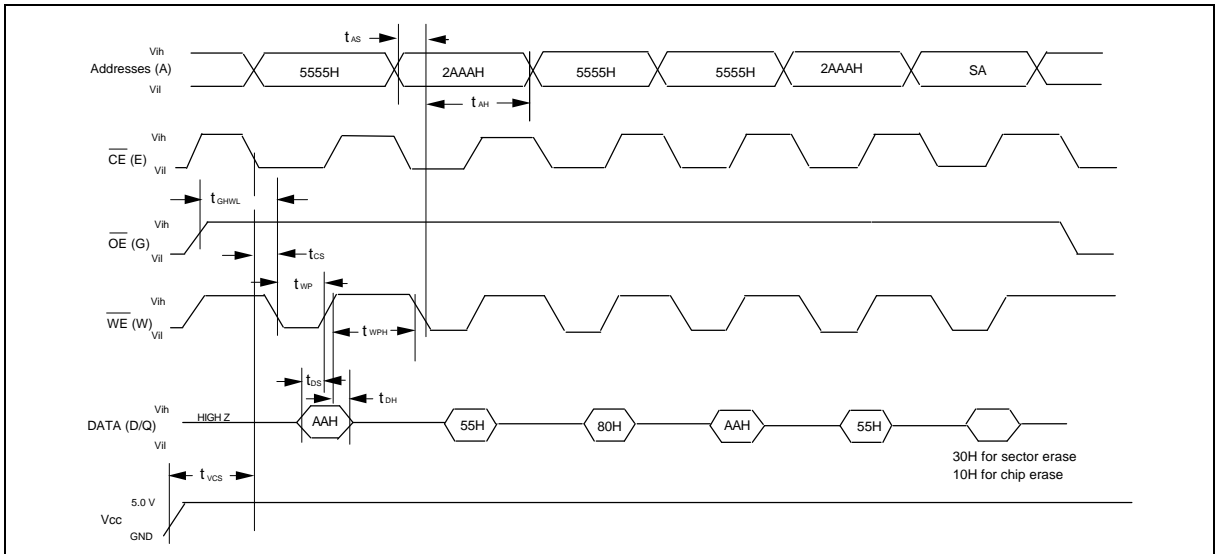 tAS
Vih
Addresses (A)
Vil
5555H 2AAAH 5555H 5555H 2AAAH SA
tAH
Vih
CE (E)
Vil
tGHWL
Vih
OE (G)
Vil
tCS
tWP
Vih
WE (W)
Vil
tWPH
tDS
tDH
Vih
DATA (D/Q)
Vil
HIGH Z AAH 55H 80H AAH 55H
30H for sector erase
10H for chip erase
tVCS
5.0 V
Vcc
GND